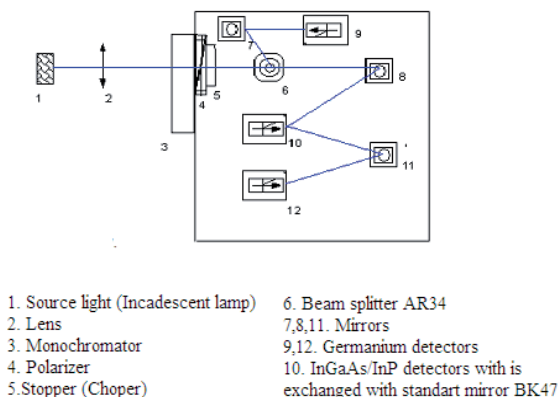 7
9
1
2
3
4
5
6
8
10
11
12
1. Source light (Incadescent lamp)
2. Lens
3. Monochromator
4. Polarizer
5.Stopper (Choper)
6. Beam splitter AR34
7,8,11. Mirrors
9,12. Germanium detectors
10. InGaAs/InP detectors with is
exchanged with standart mirror BK47